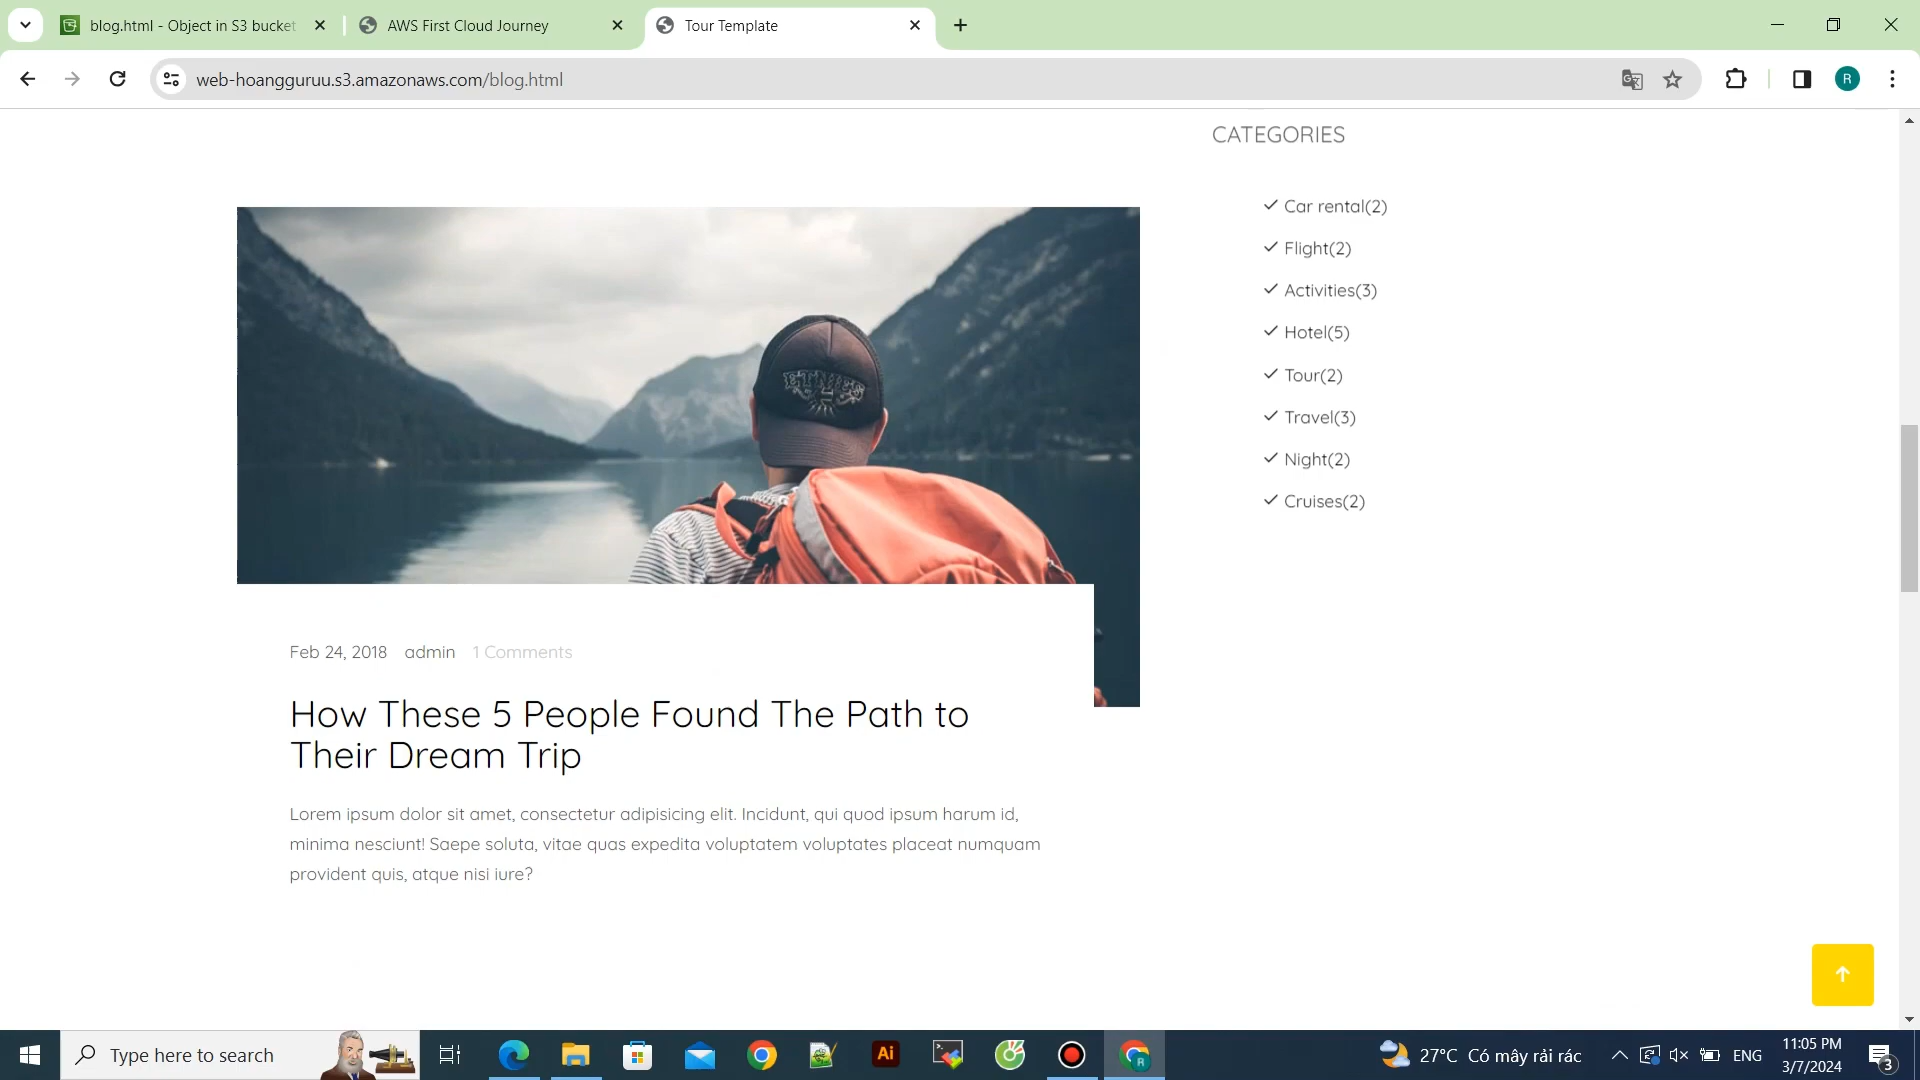 blog.html - Object in S3 bucket
AWS First Cloud Journey
Tour Template
web-hoangguruu.s3.amazonaws.com/blog.html
R
CATEGORIES
Car rental(2)
Flight(2)
Activities(3)
Hotel(5)
Tour(2)
Travel(3)
Night(2)
Cruises(2)
ETNIES
Feb 24, 2018 admin 1 Comments
How These 5 People Found The Path to
Their Dream Trip
Lorem ipsum dolor sit amet, consectetur adipisicing elit. Incidunt, qui quod ipsum harum id,
minima nesciunt! Saepe soluta, vitae quas expedita voluptatem voluptates placeat numquam
provident quis, atque nisi iure?
Type here to search
Ai
R
27°C Có mây rải rác
ENG
11:05 PM
3/7/2024
3